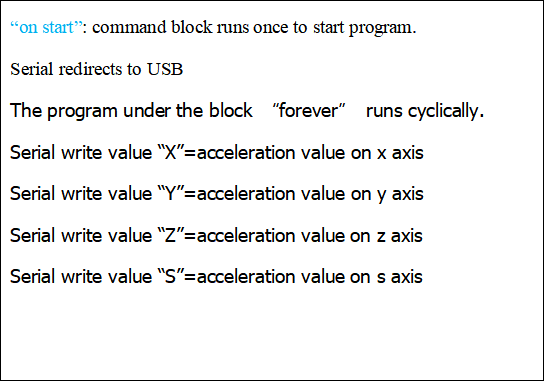 “on start”: command block runs once to start program.
Serial redirects to USB
The program under the block “forever” runs cyclically.
Serial write value “X”=acceleration value on x axis
Serial write value “Y”=acceleration value on y axis
Serial write value “Z”=acceleration value on z axis
Serial write value “S”=acceleration value on s axis